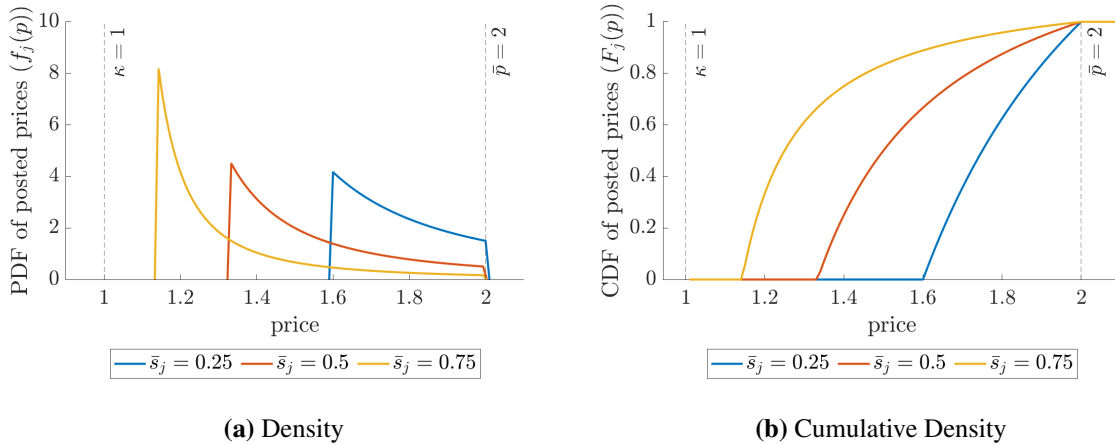 PDF of posted prices (f_j(p))
10
8
6
4
2
0
κ = 1
p̄ = 2
1 1.2 1.4 1.6 1.8 2
price
s̄_j = 0.25 s̄_j = 0.5 s̄_j = 0.75
(a) Density
CDF of posted prices (F_j(p))
1
0.8
0.6
0.4
0.2
0
κ = 1
p̄ = 2
1 1.2 1.4 1.6 1.8 2
price
s̄_j = 0.25 s̄_j = 0.5 s̄_j = 0.75
(b) Cumulative Density